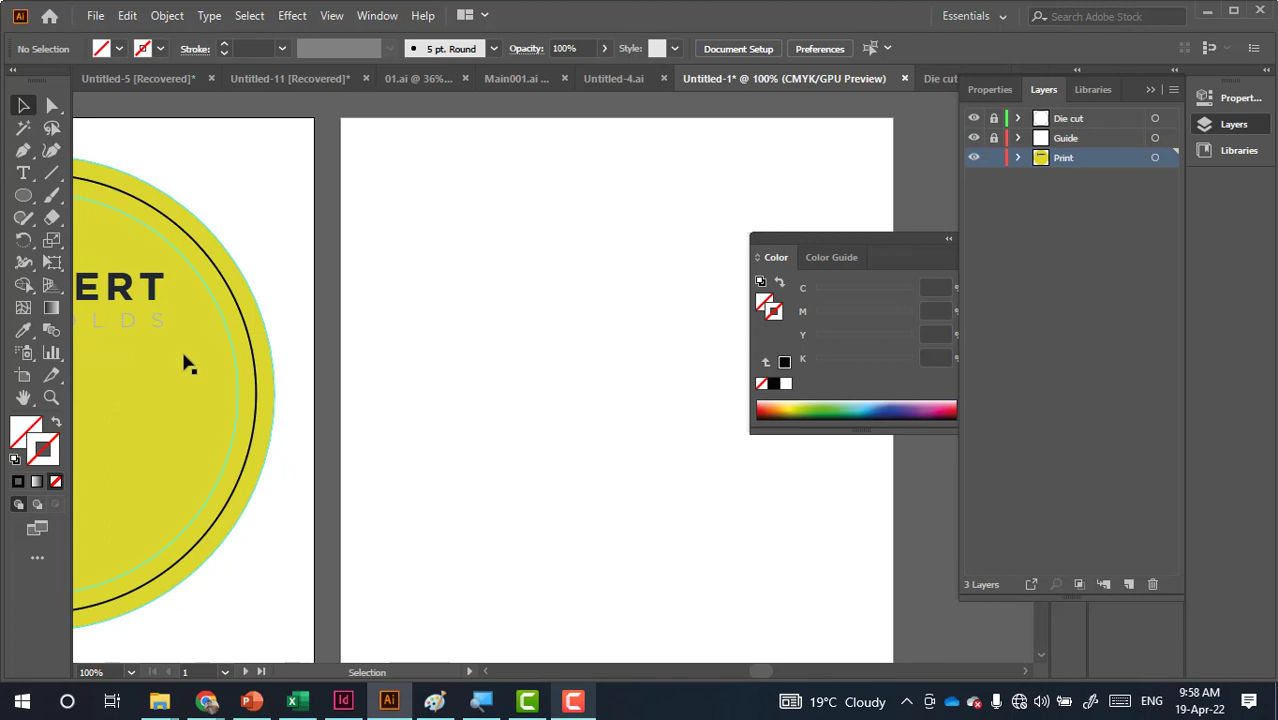 Ai File Edit Object Type Select Effect View Window Help Essentials Search Adobe Stock
No Selection Stroke: 5 pt. Round Opacity: 100% Style: Document Setup Preferences
Untitled-5 [Recovered]* × Untitled-11 [Recovered]* × 01.ai @ 36%... × Main001.ai ... × Untitled-4.ai × Untitled-1* @ 100% (CMYK/GPU Preview) × Die cut
Properties Layers Libraries
Propert...
Die cut
Layers
Guide
Libraries
Print
Color Color Guide
ERT
OLDS
C
M
Y
K
3 Layers
100% 1 Selection
19°C Cloudy ENG 9:58 AM
19-Apr-22